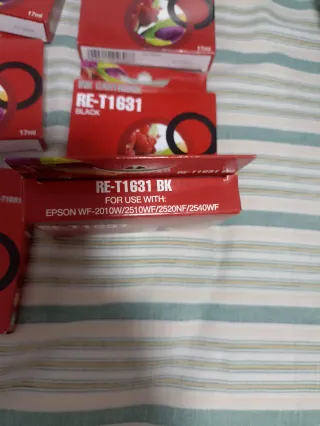 17ml
17ml
17ml
RE-T1631
BLACK
RE-T1631 BK
FOR USE WITH:
EPSON WF-2010W/2510WF/2520NF/2540WF